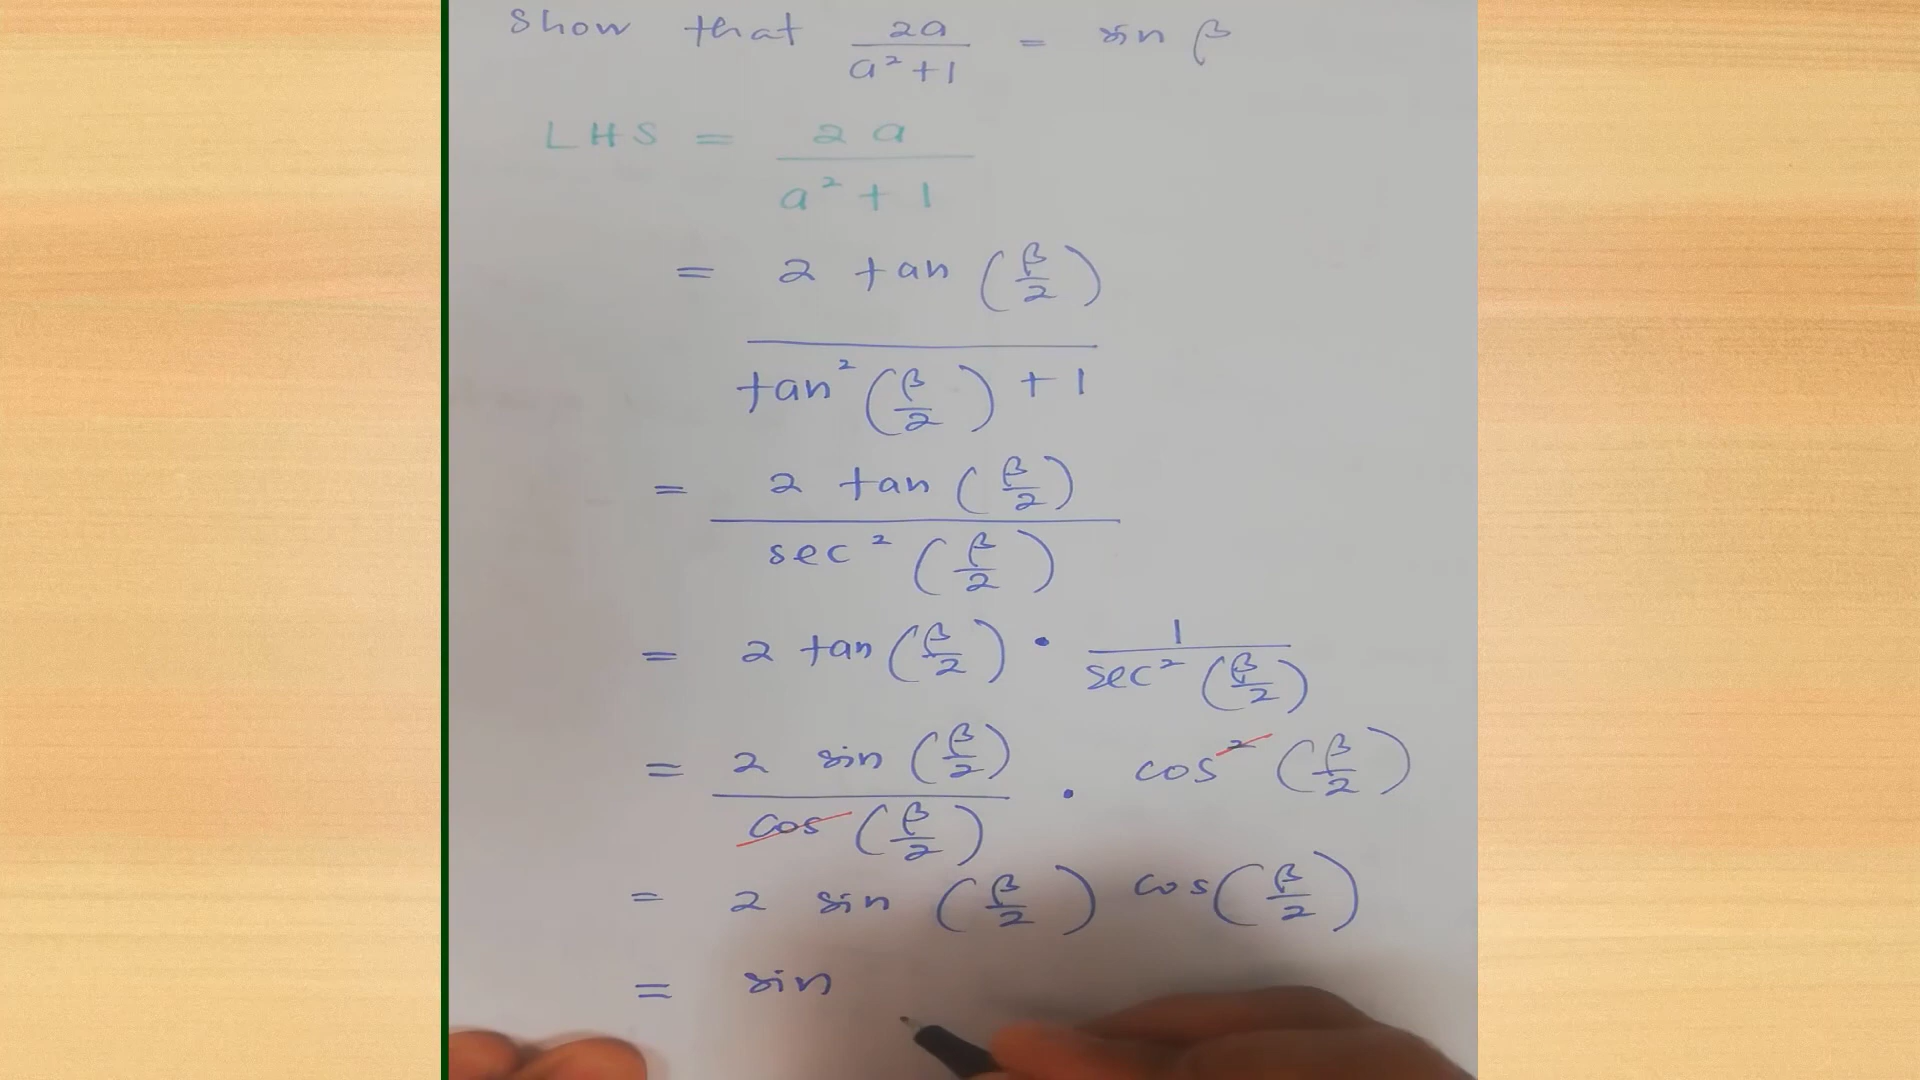 Show that 2a / a² + 1 = sin β
LHS = 2a / a² + 1
= 2 tan (β/2) / tan² (β/2) + 1
= 2 tan (β/2) / sec² (β/2)
= 2 tan (β/2) · 1 / sec² (β/2)
= 2 sin (β/2) / cos (β/2) · cos² (β/2)
= 2 sin (β/2) cos (β/2)
= sin